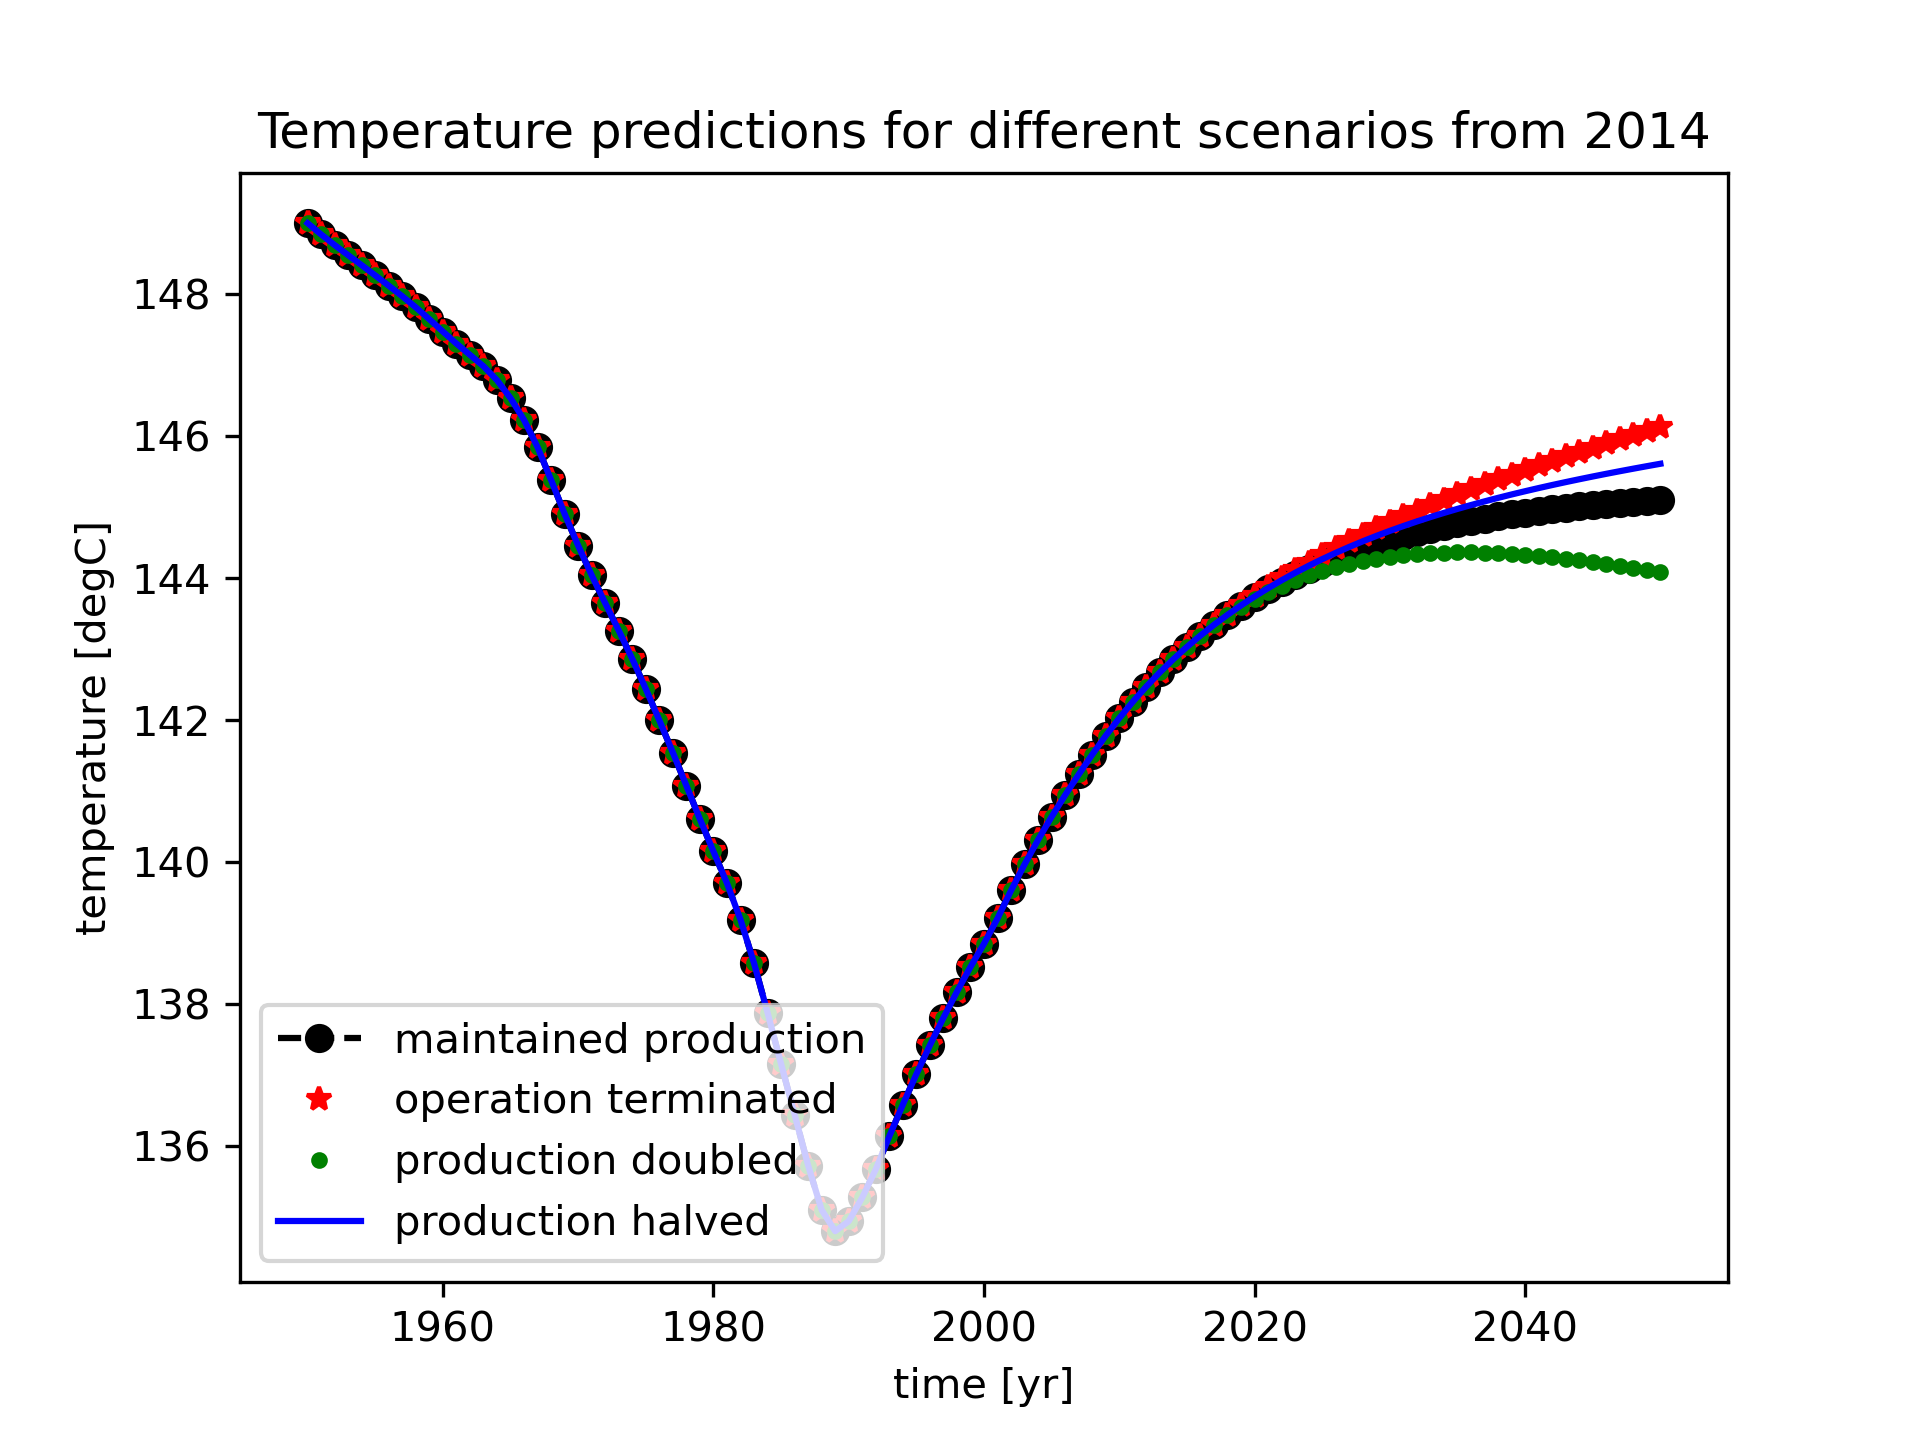 Temperature predictions for different scenarios from 2014
temperature [degC]
148
146
144
142
140
138
136
maintained production
operation terminated
production doubled
production halved
1960 1980 2000 2020 2040
time [yr]